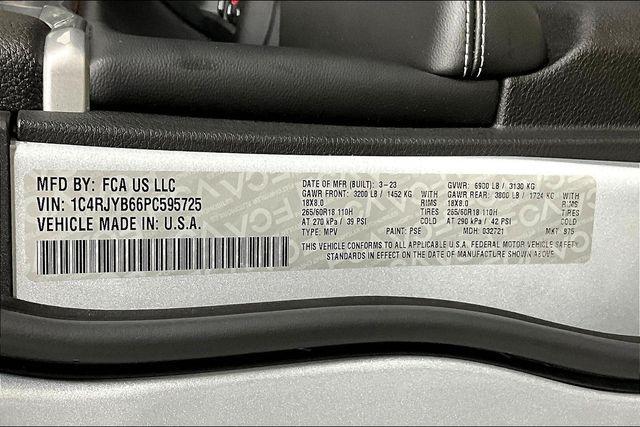 MFD BY: FCA US LLC
VIN: 1C4RJYB66PC595725
VEHICLE MADE IN: U.S.A.
DATE OF MFR (BUILT): 3-23 GVWR: 6900 LB / 3130 KG
GAWR FRONT: 3200 LB / 1452 KG WITH GAWR REAR: 3800 LB / 1724 KG WITH
18X8.0 RIMS 18X8.0 RIMS
265/60R18 110H TIRES 265/60R18 110H TIRES
AT 270 kPa / 39 PSI COLD AT 290 kPa / 42 PSI COLD
TYPE: MPV PAINT: PSE MDH: 032721 MKT 875
THIS VEHICLE CONFORMS TO ALL APPLICABLE U.S.A. FEDERAL MOTOR VEHICLE SAFETY
STANDARDS IN EFFECT ON THE DATE OF MANUFACTURE SHOWN ABOVE